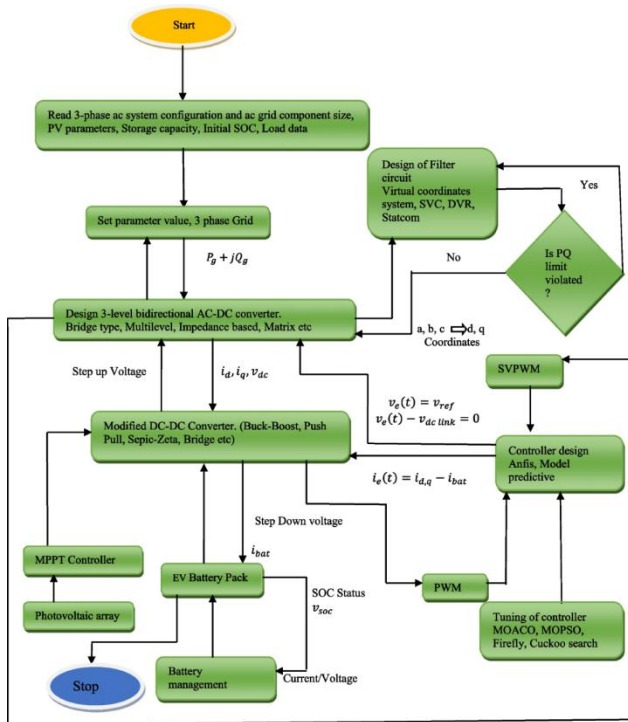 Start
Read 3-phase ac system configuration and ac grid component size,
PV parameters, Storage capacity, Initial SOC, Load data
Design of Filter
circuit
Virtual coordinates
system, SVC, DVR,
Statcom
Yes
Set parameter value, 3 phase Grid
Is PQ
limit
violated
?
No
P_g + jQ_g
Design 3-level bidirectional AC-DC converter.
Bridge type, Multilevel, Impedance based, Matrix etc
a, b, c ⇨d, q
Coordinates
Step up Voltage
i_d, i_q, v_dc
SVPWM
v_e(t) = v_ref
v_e(t) − v_dc link = 0
Modified DC-DC Converter. (Buck-Boost, Push
Pull, Sepic-Zeta, Bridge etc)
Controller design
Anfis, Model
predictive
i_e(t) = i_d,q − i_bat
Step Down voltage
i_bat
MPPT Controller
EV Battery Pack
SOC Status
v_soc
PWM
Photovoltaic array
Tuning of controller
MOACO, MOPSO,
Firefly, Cuckoo search
Stop
Battery
management
Current/Voltage